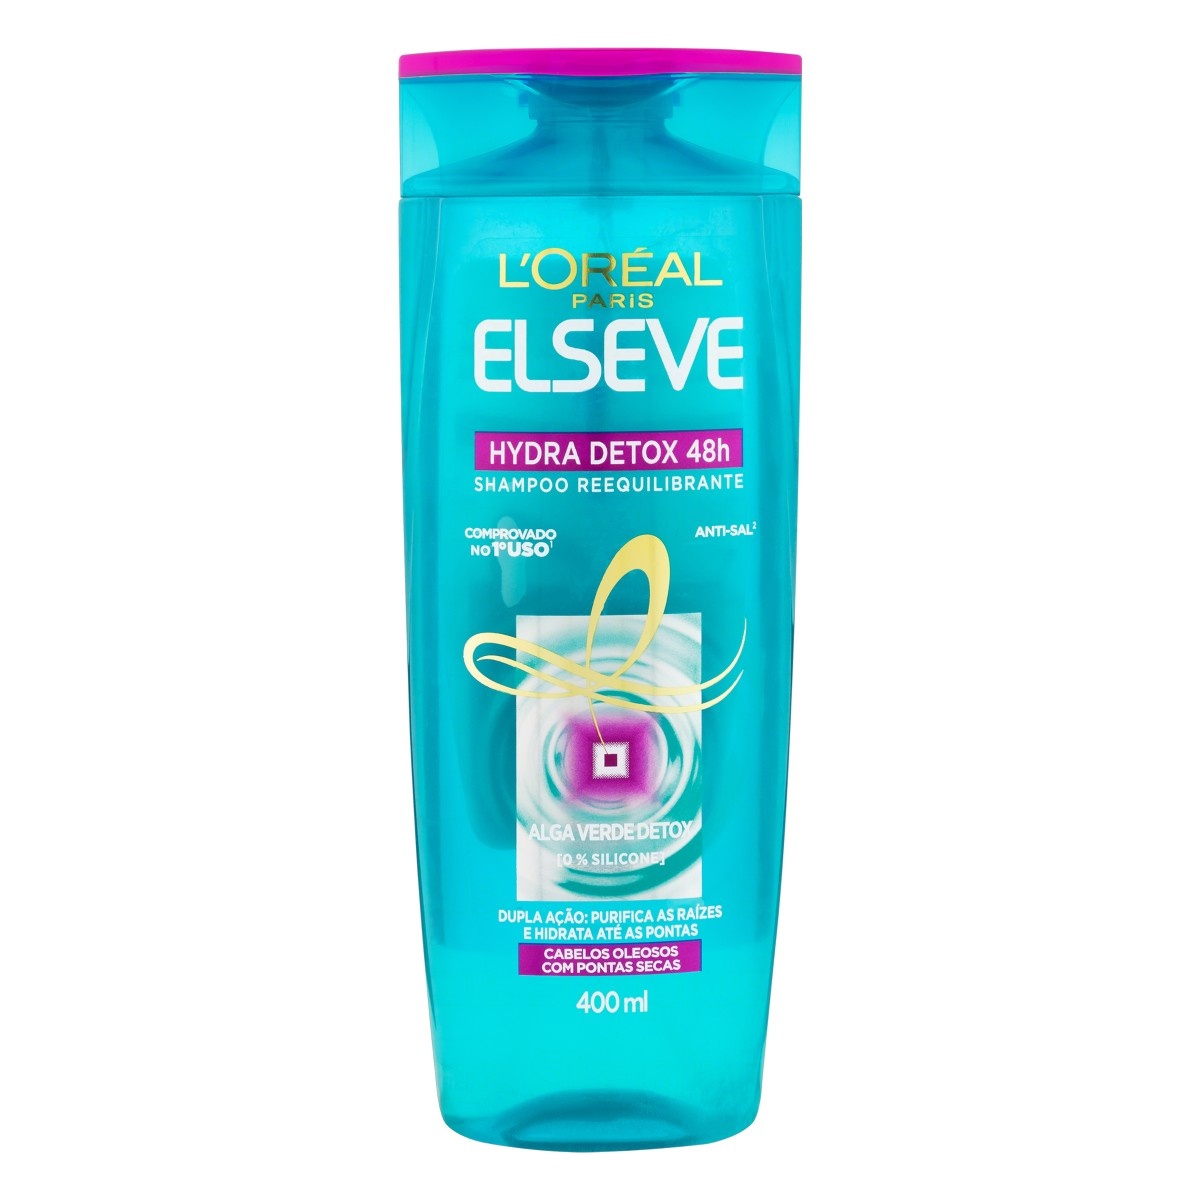 L'ORÉAL
PARIS
ELSEVE
HYDRA DETOX 48h
SHAMPOO REEQUILIBRANTE
COMPROVADO
NO 1º USO¹
ANTI-SAL²
ALGA VERDE DETOX
[0 % SILICONE]
DUPLA AÇÃO: PURIFICA AS RAÍZES
E HIDRATA ATÉ AS PONTAS
CABELOS OLEOSOS
COM PONTAS SECAS
400 ml